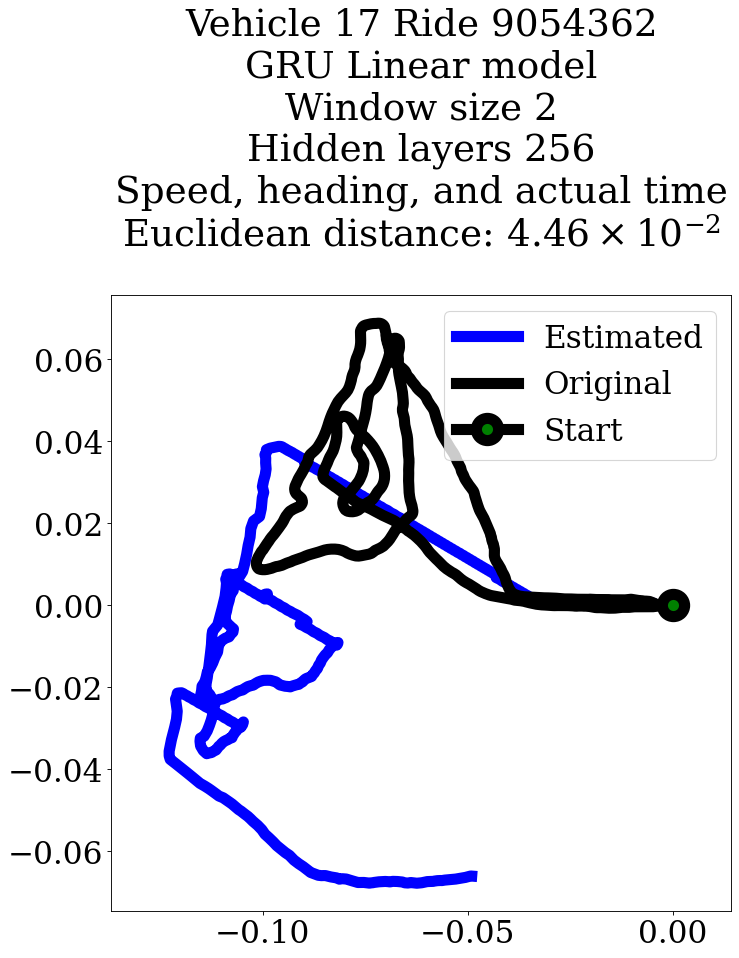 Vehicle 17 Ride 9054362
GRU Linear model
Window size 2
Hidden layers 256
Speed, heading, and actual time
Euclidean distance: 4.46 × 10⁻²
Estimated
Original
Start
0.06
0.04
0.02
0.00
−0.02
−0.04
−0.06
−0.10 −0.05 0.00